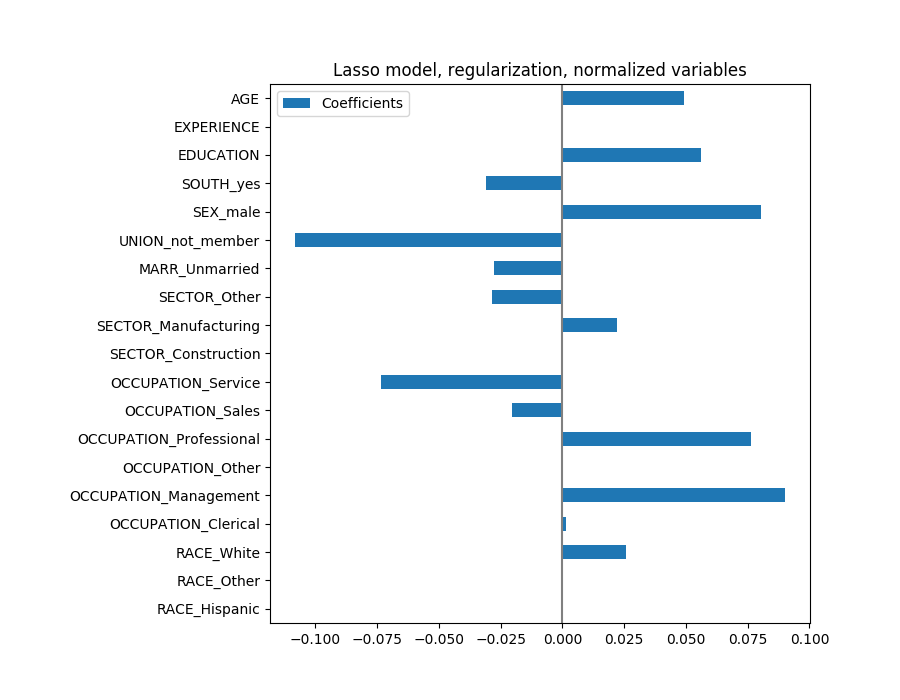 Lasso model, regularization, normalized variables
Coefficients
AGE
EXPERIENCE
EDUCATION
SOUTH_yes
SEX_male
UNION_not_member
MARR_Unmarried
SECTOR_Other
SECTOR_Manufacturing
SECTOR_Construction
OCCUPATION_Service
OCCUPATION_Sales
OCCUPATION_Professional
OCCUPATION_Other
OCCUPATION_Management
OCCUPATION_Clerical
RACE_White
RACE_Other
RACE_Hispanic
−0.100 −0.075 −0.050 −0.025 0.000 0.025 0.050 0.075 0.100